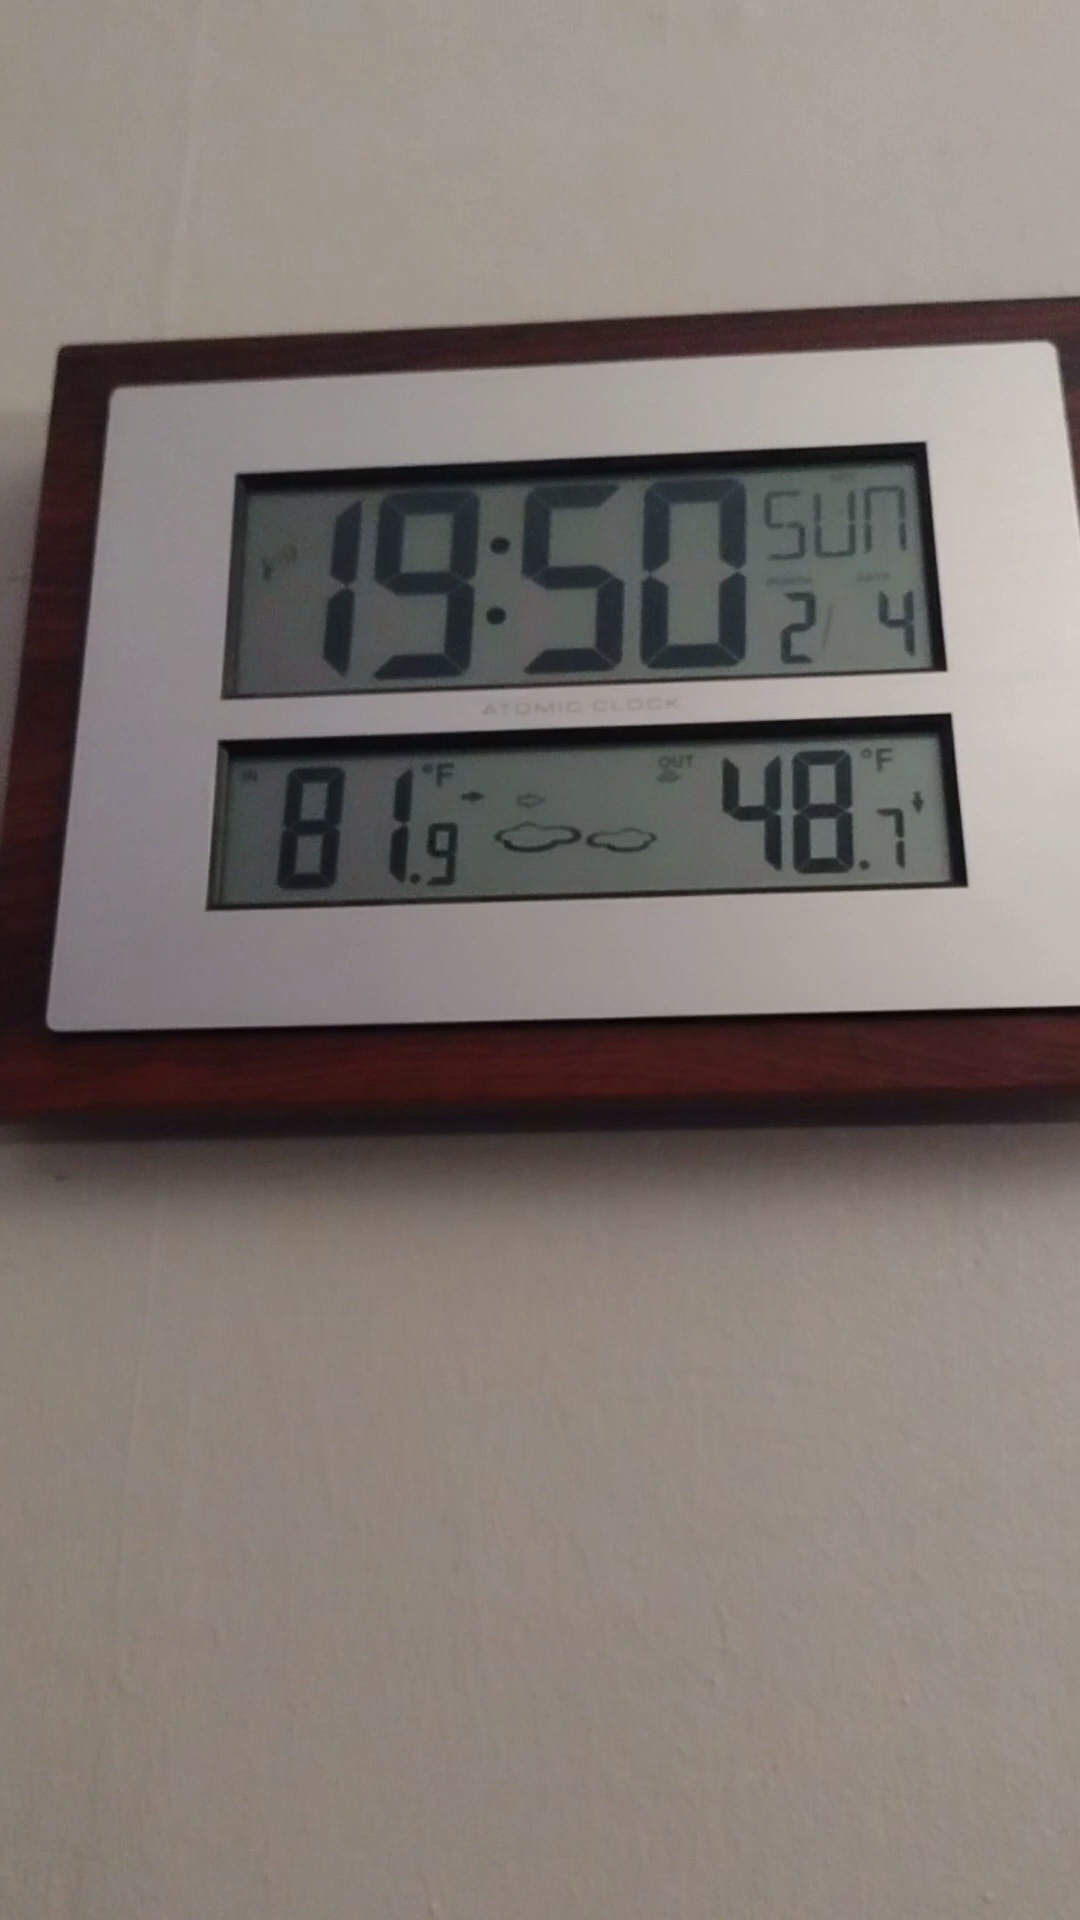 19:50 SUN
MONTH DATE
2/ 4
ATOMIC CLOCK
IN 81.9 °F
OUT 48.7 °F